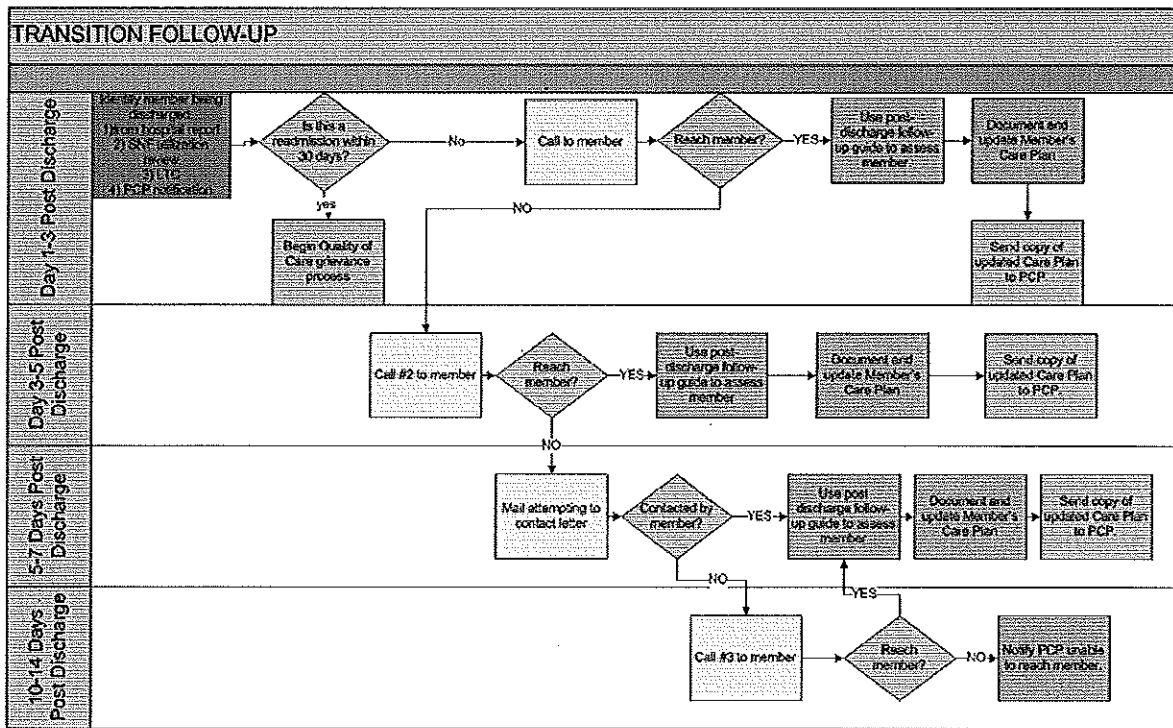 TRANSITION FOLLOW-UP
Day 1-3 Post Discharge
Identify member being
discharged
1) from hospital report
2) SNF utilization
review
3) LTC
4) PCP notification
Is this a
readmission within
30 days?
No
Call to member
Reach member?
YES
Use post-
discharge follow-
up guide to assess
member.
Document and
update Member's
Care Plan
yes
NO
Begin Quality of
Care grievance
process
Send copy of
updated Care Plan
to PCP.
Day 3-5 Post
Discharge
Call #2 to member
Reach
member?
YES
Use post-
discharge follow-
up guide to assess
member
Document and
update Member's
Care Plan
Send copy of
updated Care Plan
to PCP.
NO
5-7 Days Post
Discharge
Mail attempting to
contact letter
Contacted by
member?
YES
Use post
discharge follow-
up guide to assess
member
Document and
update Member's
Care Plan
Send copy of
updated Care Plan
to PCP.
NO
YES
10-14 Days
Post Discharge
Call #3 to member
Reach
member?
NO
Notify PCP unable
to reach member.